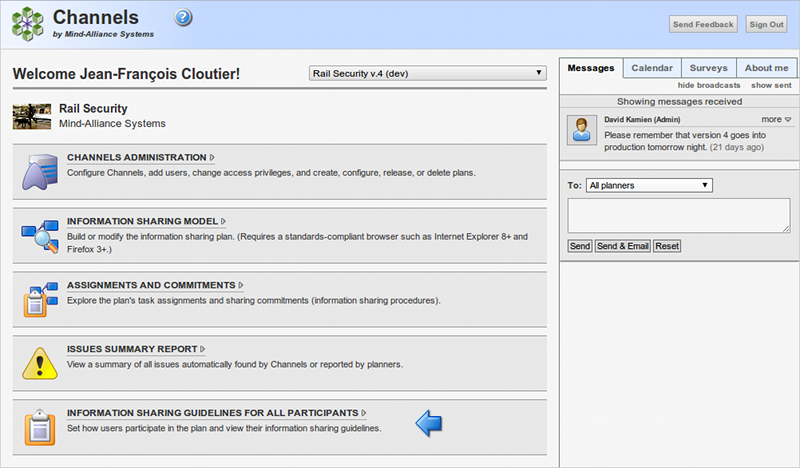 Channels
by Mind-Alliance Systems
?
Send Feedback
Sign Out
Welcome Jean-François Cloutier!
Rail Security v.4 (dev)
Rail Security
Mind-Alliance Systems
CHANNELS ADMINISTRATION
Configure Channels, add users, change access privileges, and create, configure, release, or delete plans.
INFORMATION SHARING MODEL
Build or modify the information sharing plan. (Requires a standards-compliant browser such as Internet Explorer 8+ and
Firefox 3+.)
ASSIGNMENTS AND COMMITMENTS
Explore the plan's task assignments and sharing commitments (information sharing procedures).
ISSUES SUMMARY REPORT
View a summary of all issues automatically found by Channels or reported by planners.
INFORMATION SHARING GUIDELINES FOR ALL PARTICIPANTS
Set how users participate in the plan and view their information sharing guidelines.
Messages
Calendar
Surveys
About me
hide broadcasts
show sent
Showing messages received
David Kamien (Admin)
more
Please remember that version 4 goes into
production tomorrow night. (21 days ago)
To:
All planners
Send
Send & Email
Reset